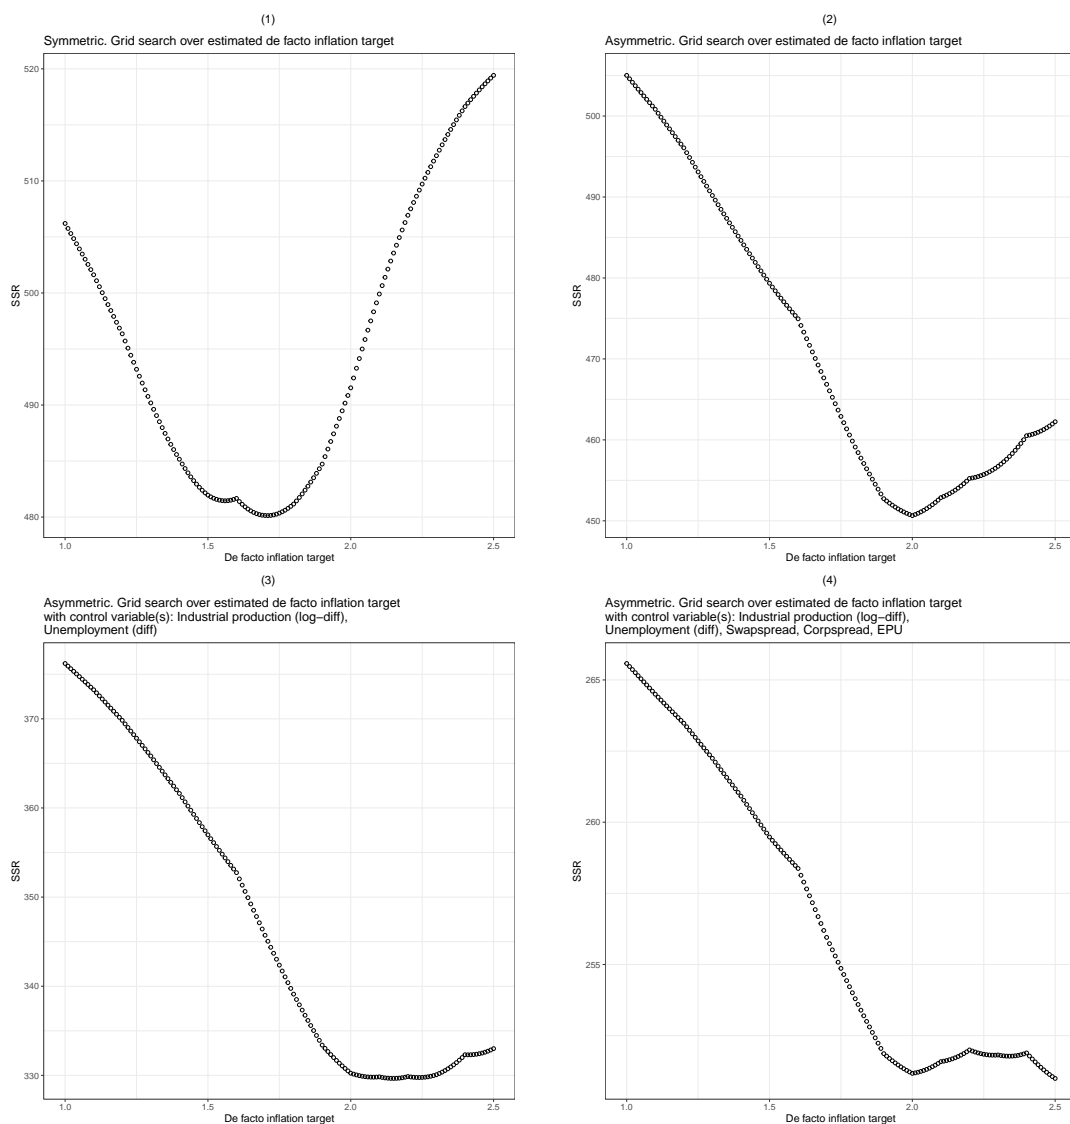 (1)
Symmetric. Grid search over estimated de facto inflation target
520
510
500
490
480
SSR
1.0
1.5
2.0
2.5
De facto inflation target
(2)
Asymmetric. Grid search over estimated de facto inflation target
500
490
480
470
460
450
SSR
1.0
1.5
2.0
2.5
De facto inflation target
(3)
Asymmetric. Grid search over estimated de facto inflation target
with control variable(s): Industrial production (log−diff),
Unemployment (diff)
370
360
350
340
330
SSR
1.0
1.5
2.0
2.5
De facto inflation target
(4)
Asymmetric. Grid search over estimated de facto inflation target
with control variable(s): Industrial production (log−diff),
Unemployment (diff), Swapspread, Corpspread, EPU
265
260
255
SSR
1.0
1.5
2.0
2.5
De facto inflation target